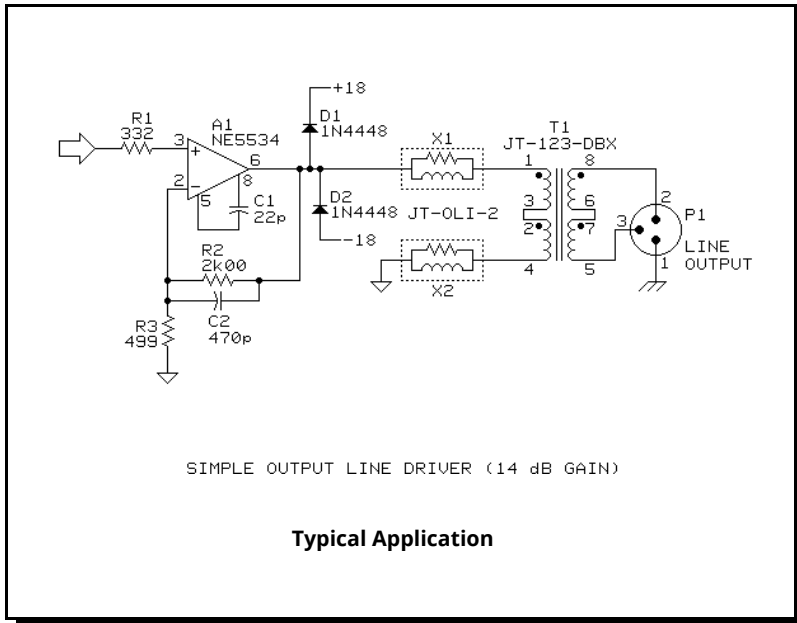 +18
R1
332
A1
NE5534
D1
1N4448
X1
T1
JT-123-DBX
3
+
6
1
8
2
-
8
5
C1
22p
D2
1N4448
JT-OLI-2
3
6
2
7
3
2
P1
-18
LINE
OUTPUT
R2
2k00
4
5
1
X2
C2
470p
R3
499
SIMPLE OUTPUT LINE DRIVER (14 dB GAIN)
Typical Application